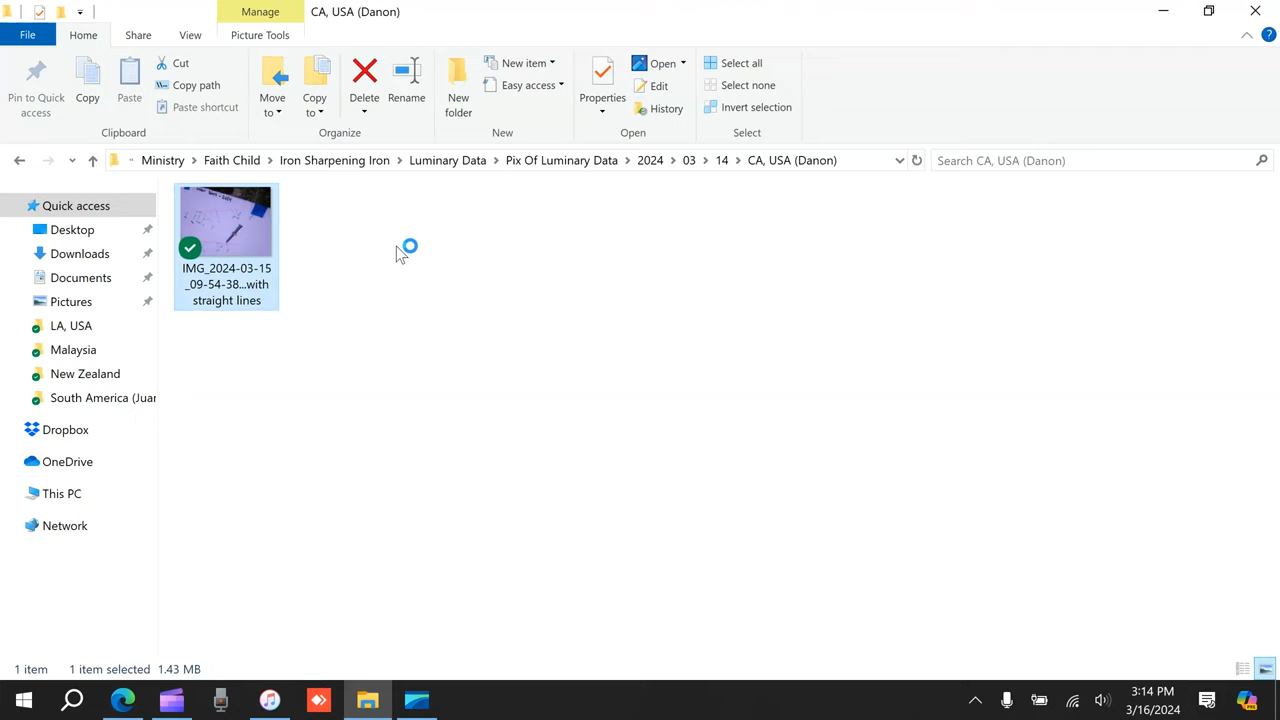 Manage
CA, USA (Danon)
File
Home
Share
View
Picture Tools
Pin to Quick
access
Copy
Paste
Cut
Copy path
Paste shortcut
Clipboard
Move
to
Copy
to
Delete
Rename
Organize
New
folder
New item
Easy access
New
Properties
Open
Edit
History
Open
Select all
Select none
Invert selection
Select
Ministry
Faith Child
Iron Sharpening Iron
Luminary Data
Pix Of Luminary Data
2024
03
14
CA, USA (Danon)
Search CA, USA (Danon)
Quick access
Desktop
Downloads
Documents
Pictures
LA, USA
Malaysia
New Zealand
South America (Juar
Dropbox
OneDrive
This PC
Network
IMG_2024-03-15
_09-54-38...with
straight lines
1 item
1 item selected
1.43 MB
3:14 PM
3/16/2024